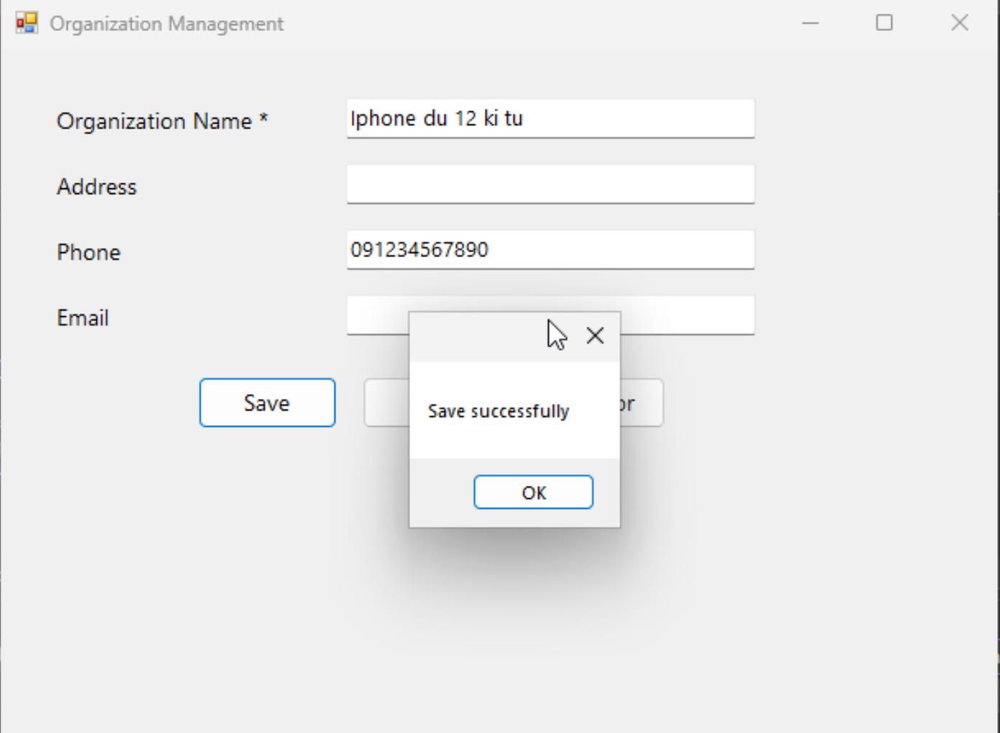 Organization Management
Organization Name * Iphone du 12 ki tu
Address
Phone 091234567890
Email
Save
Save successfully
OK